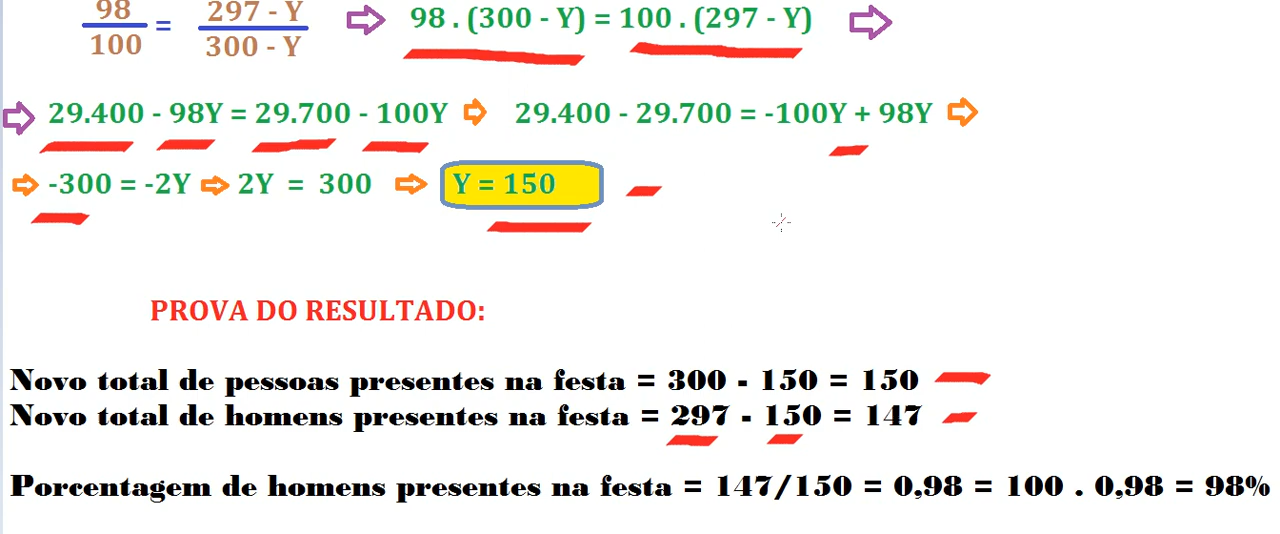 98/100 = (297 - Y)/(300 - Y) ⇨ 98 . (300 - Y) = 100 . (297 - Y) ⇨
⇨ 29.400 - 98Y = 29.700 - 100Y ⇨ 29.400 - 29.700 = -100Y + 98Y ⇨
⇨ -300 = -2Y ⇨ 2Y = 300 ⇨ Y = 150
PROVA DO RESULTADO:
Novo total de pessoas presentes na festa = 300 - 150 = 150
Novo total de homens presentes na festa = 297 - 150 = 147
Porcentagem de homens presentes na festa = 147/150 = 0,98 = 100 . 0,98 = 98%